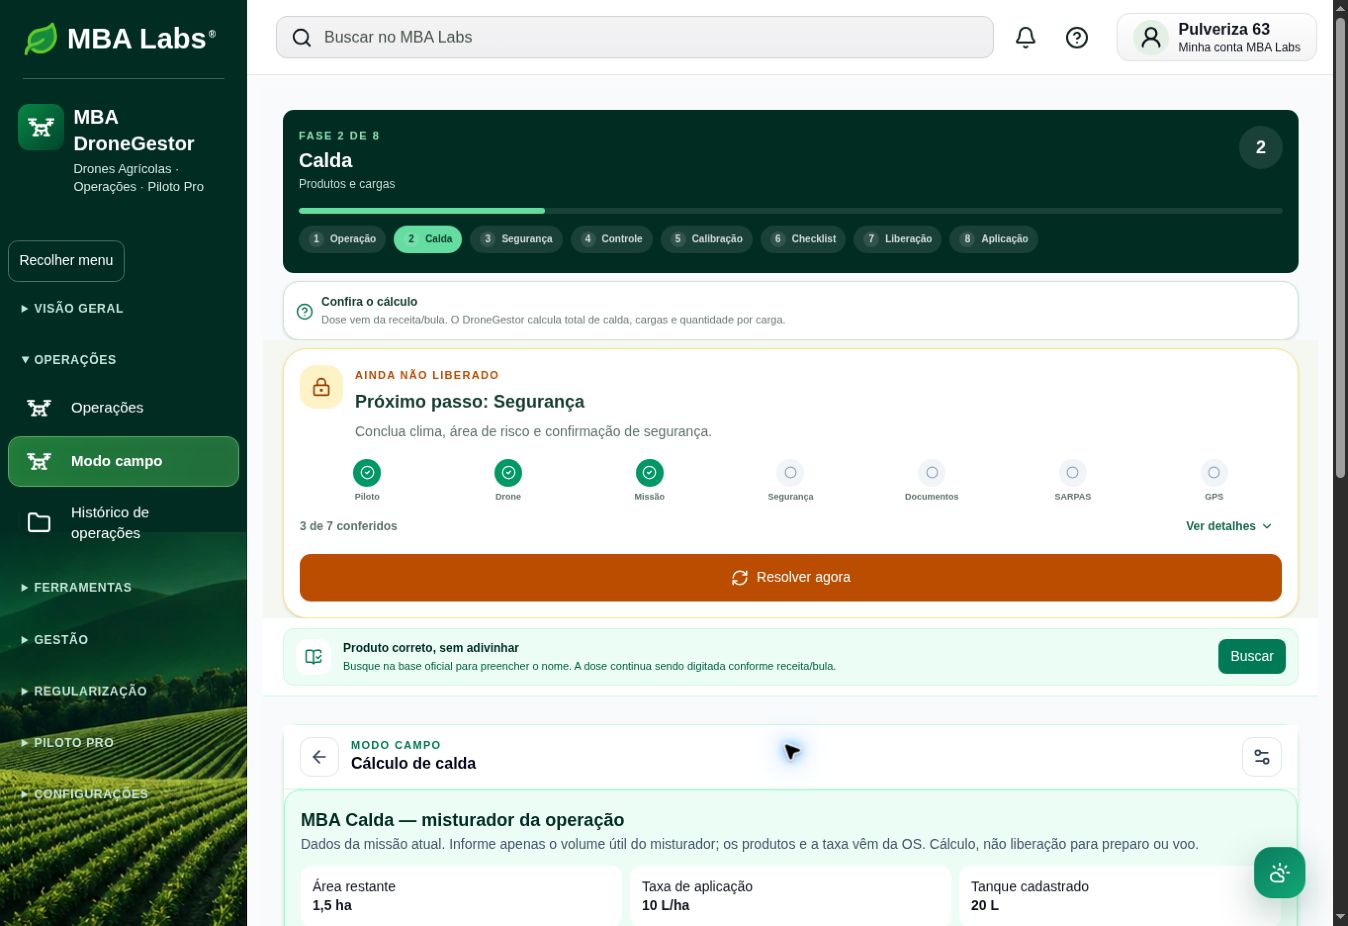 MBA Labs®
MBA
DroneGestor
Drones Agrícolas ·
Operações · Piloto Pro
Recolher menu
VISÃO GERAL
OPERAÇÕES
Operações
Modo campo
Histórico de
operações
FERRAMENTAS
GESTÃO
REGULARIZAÇÃO
PILOTO PRO
CONFIGURAÇÕES
Buscar no MBA Labs
Pulveriza 63
Minha conta MBA Labs
FASE 2 DE 8
Calda
Produtos e cargas
2
1 Operação 2 Calda 3 Segurança 4 Controle 5 Calibração 6 Checklist 7 Liberação 8 Aplicação
Confira o cálculo
Dose vem da receita/bula. O DroneGestor calcula total de calda, cargas e quantidade por carga.
AINDA NÃO LIBERADO
Próximo passo: Segurança
Conclua clima, área de risco e confirmação de segurança.
Piloto Drone Missão Segurança Documentos SARPAS GPS
3 de 7 conferidos
Ver detalhes
Resolver agora
Produto correto, sem adivinhar
Busque na base oficial para preencher o nome. A dose continua sendo digitada conforme receita/bula.
Buscar
MODO CAMPO
Cálculo de calda
MBA Calda — misturador da operação
Dados da missão atual. Informe apenas o volume útil do misturador; os produtos e a taxa vêm da OS. Cálculo, não liberação para preparo ou voo.
Área restante
1,5 ha
Taxa de aplicação
10 L/ha
Tanque cadastrado
20 L